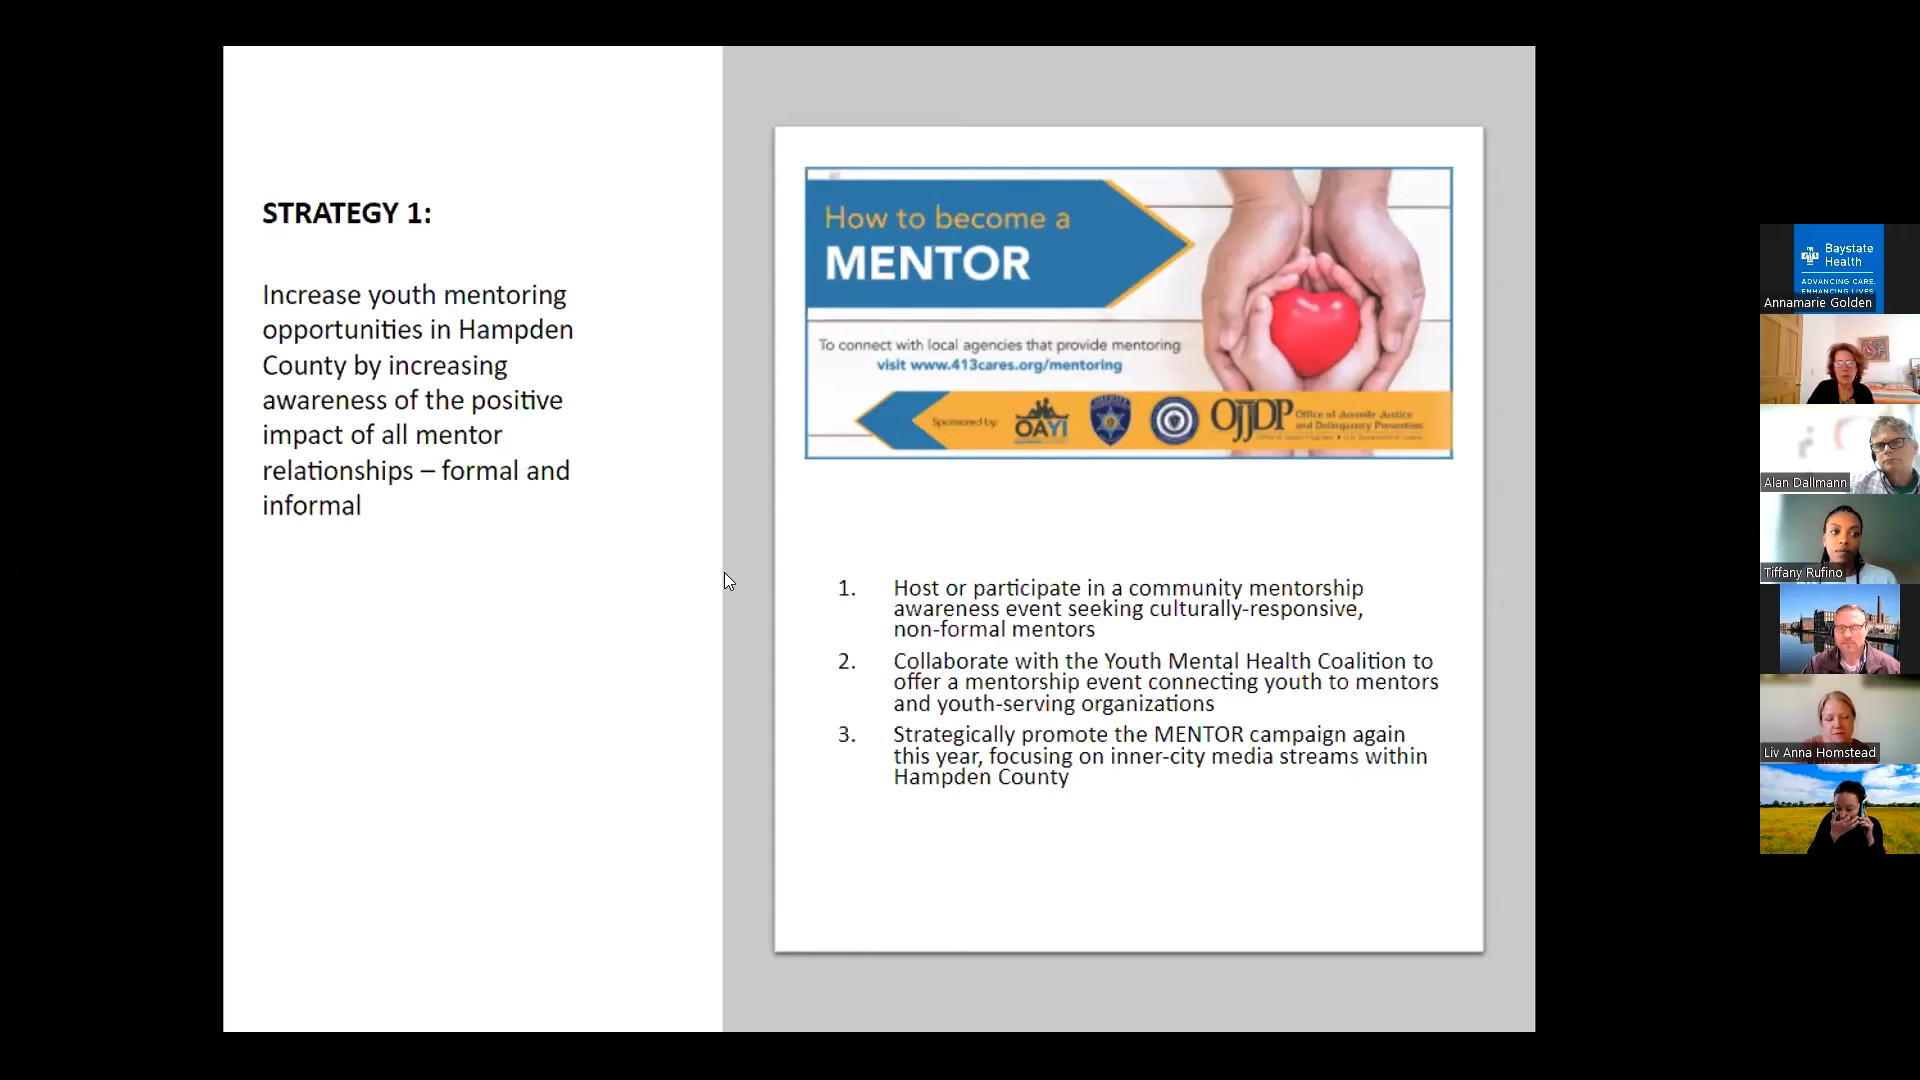 STRATEGY 1:
Increase youth mentoring
opportunities in Hampden
County by increasing
awareness of the positive
impact of all mentor
relationships – formal and
informal
How to become a
MENTOR
To connect with local agencies that provide mentoring
visit www.413cares.org/mentoring
Sponsored by:
OAYI
OJJDP
Office of Juvenile Justice
and Delinquency Prevention
1. Host or participate in a community mentorship
awareness event seeking culturally-responsive,
non-formal mentors
2. Collaborate with the Youth Mental Health Coalition to
offer a mentorship event connecting youth to mentors
and youth-serving organizations
3. Strategically promote the MENTOR campaign again
this year, focusing on inner-city media streams within
Hampden County
Baystate
Health
ADVANCING CARE.
ENHANCING LIVES.
Annamarie Golden
Alan Dallmann
Tiffany Rufino
Liv Anna Homstead